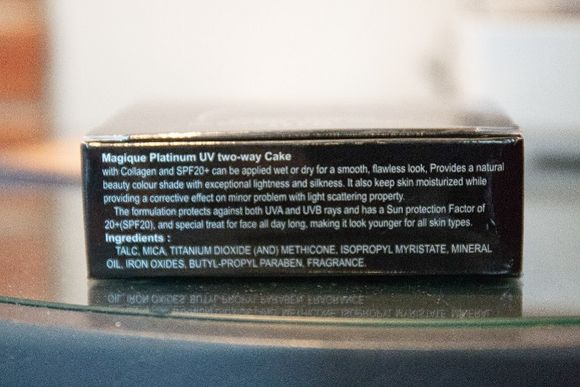 Magique Platinum UV two-way Cake
with Collagen and SPF20+ can be applied wet or dry for a smooth, flawless look, Provides a natural
beauty colour shade with exceptional lightness and silkness. It also keep skin moisturized while
providing a corrective effect on minor problem with light scattering property.
The formulation protects against both UVA and UVB rays and has a Sun protection Factor of
20+(SPF20), and special treat for face all day long, making it look younger for all skin types.
Ingredients :
TALC, MICA, TITANIUM DIOXIDE (AND) METHICONE, ISOPROPYL MYRISTATE, MINERAL
OIL, IRON OXIDES, BUTYL-PROPYL PARABEN, FRAGRANCE.